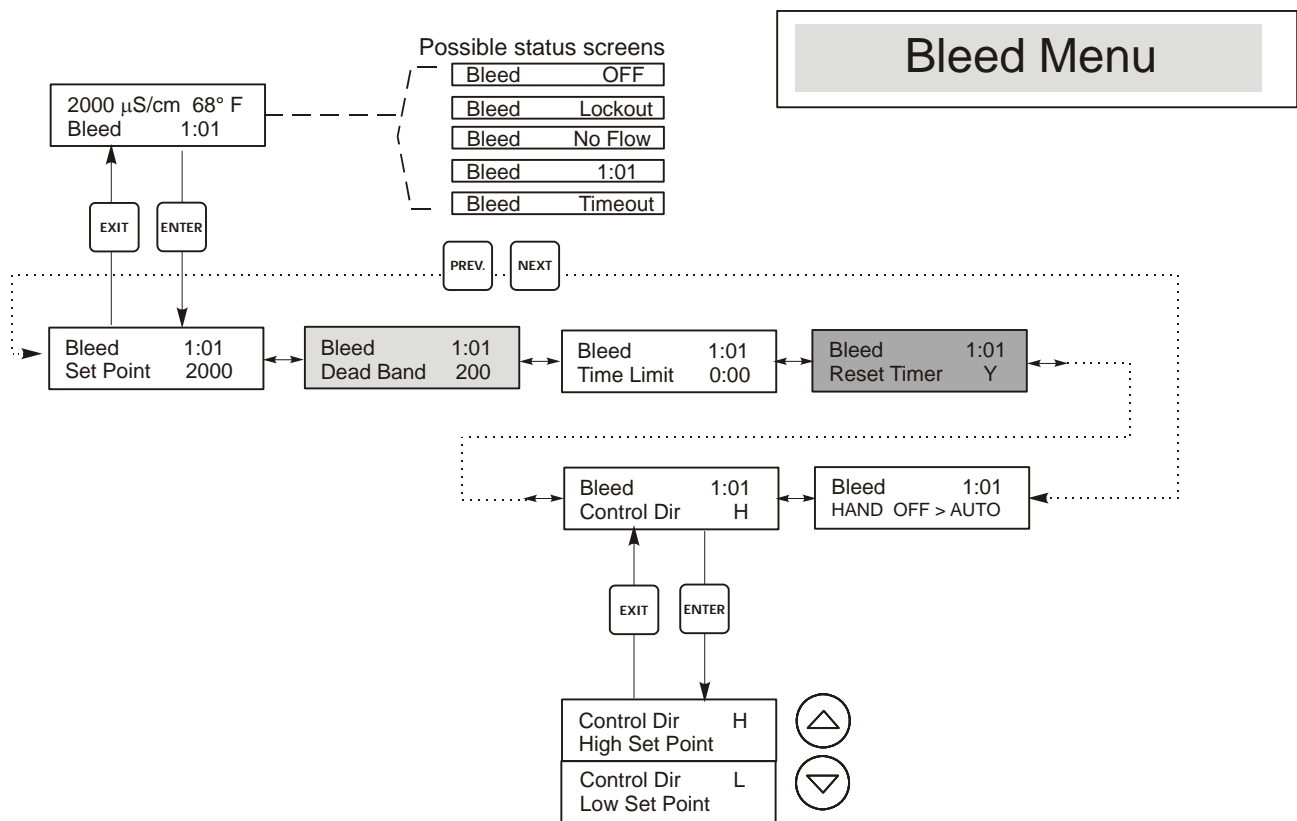 Bleed Menu
Possible status screens
Bleed OFF
Bleed Lockout
Bleed No Flow
Bleed 1:01
Bleed Timeout
2000 µS/cm 68° F
Bleed 1:01
EXIT
ENTER
PREV.
NEXT
Bleed 1:01
Set Point 2000
Bleed 1:01
Dead Band 200
Bleed 1:01
Time Limit 0:00
Bleed 1:01
Reset Timer Y
Bleed 1:01
Control Dir H
Bleed 1:01
HAND OFF > AUTO
EXIT
ENTER
Control Dir H
High Set Point
Control Dir L
Low Set Point